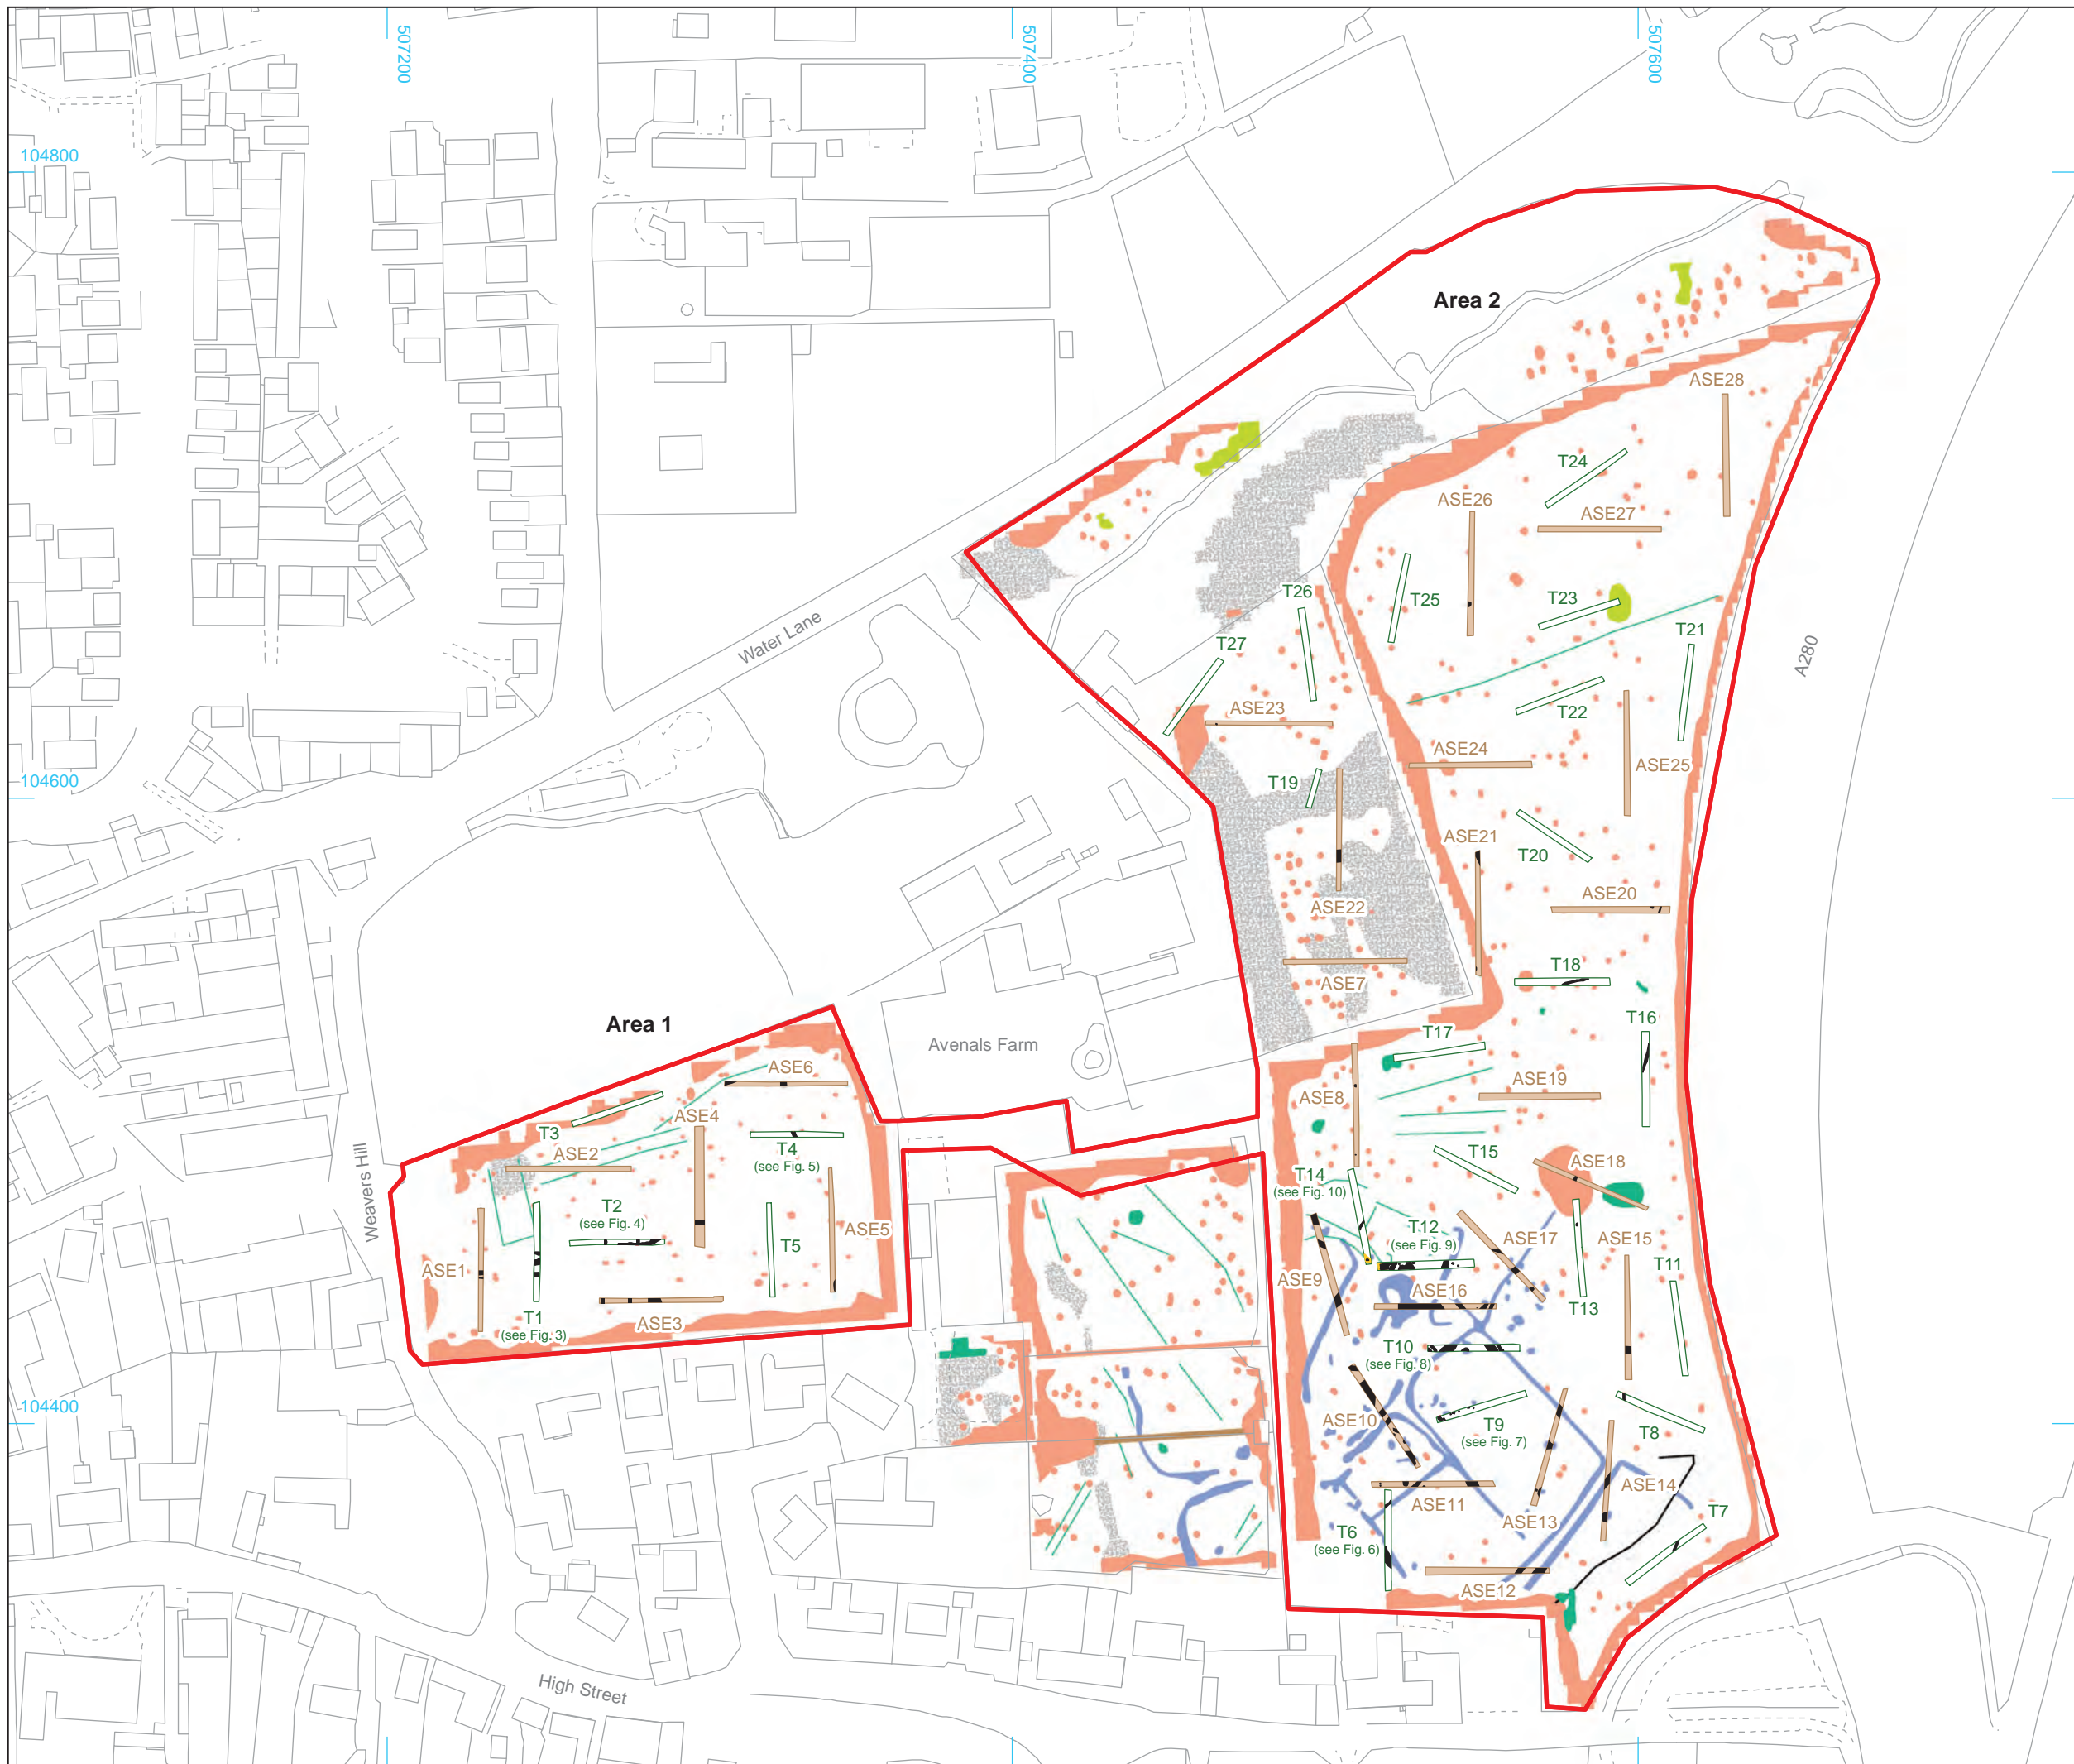 507200
507400
507600
104800
Area 2
ASE28
T24
ASE26
ASE27
T26
T25
T23
Water Lane
T27
T21
A280
ASE23
T22
ASE24
ASE25
T19
ASE21
T20
ASE20
ASE22
T18
ASE7
104600
Area 1
Avenals Farm
T17
T16
ASE6
ASE8
ASE19
ASE4
T3
ASE2
T4
(see Fig. 5)
T15
ASE18
Weavers Hill
T14
(see Fig. 10)
T2
(see Fig. 4)
T12
(see Fig. 9)
ASE17
ASE15
ASE5
T5
ASE1
ASE9
T11
ASE16
T13
T1
(see Fig. 3)
ASE3
T10
(see Fig. 8)
104400
ASE10
T9
(see Fig. 7)
T8
ASE14
ASE11
ASE13
T7
T6
(see Fig. 6)
ASE12
High Street